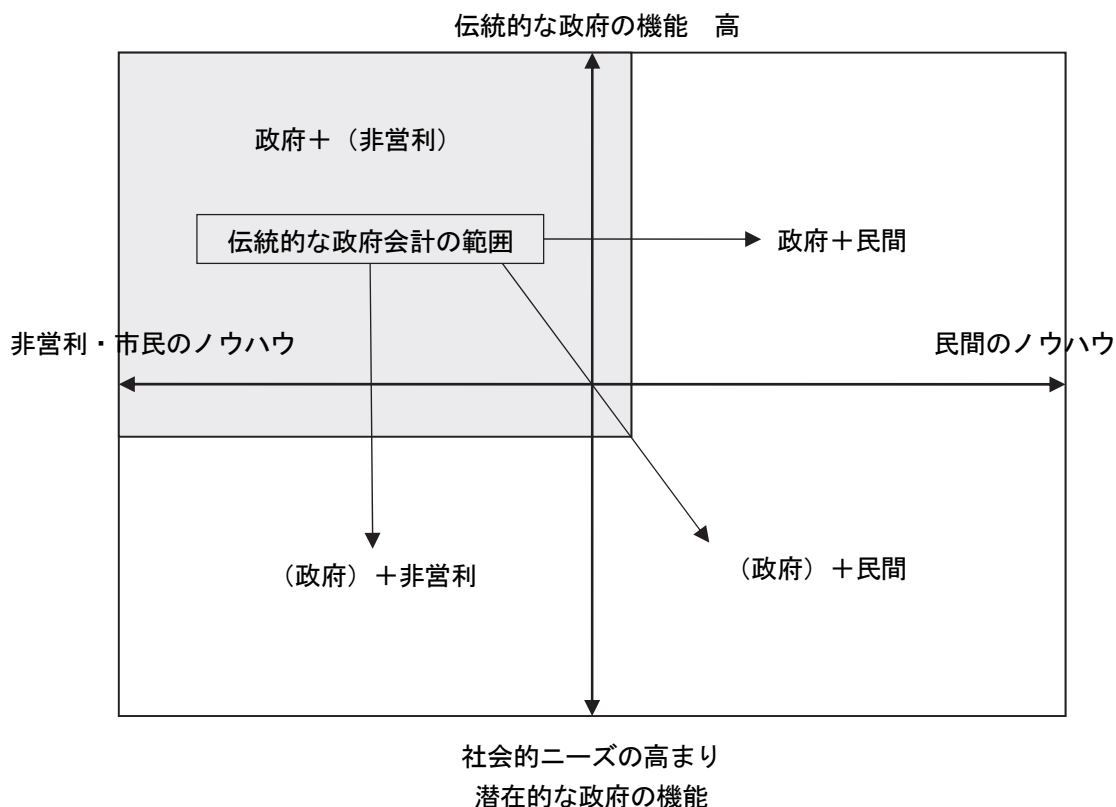 伝統的な政府の機能　高
政府＋（非営利）
伝統的な政府会計の範囲
政府＋民間
非営利・市民のノウハウ
民間のノウハウ
（政府）＋非営利
（政府）＋民間
社会的ニーズの高まり
潜在的な政府の機能